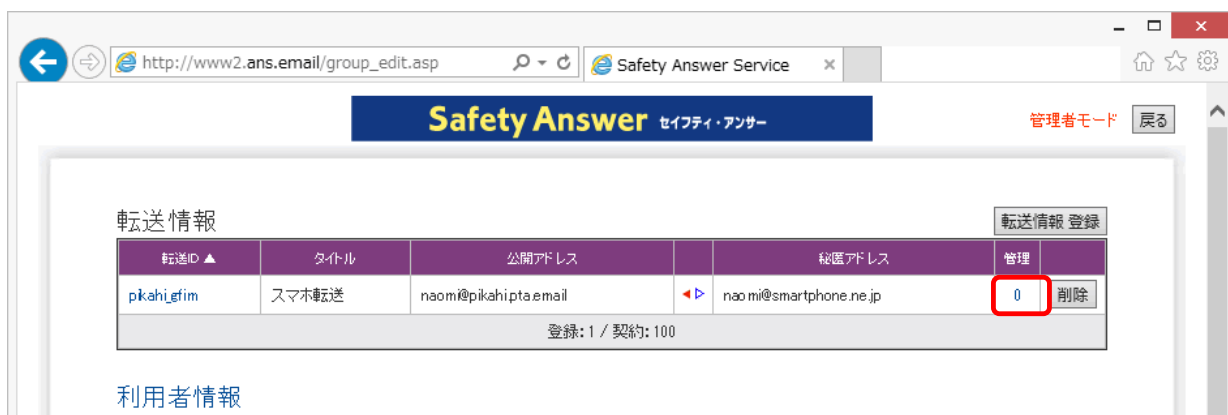 http://www2.ans.email/group_edit.asp Safety Answer Service
Safety Answer セイフティ・アンサー 管理者モード 戻る
転送情報 転送情報 登録
転送ID ▲ タイトル 公開アドレス 秘匿アドレス 管理
pikahi_gfim スマホ転送 naomi@pikahi.pta.email naomi@smartphone.ne.jp 0 削除
登録: 1 / 契約: 100
利用者情報